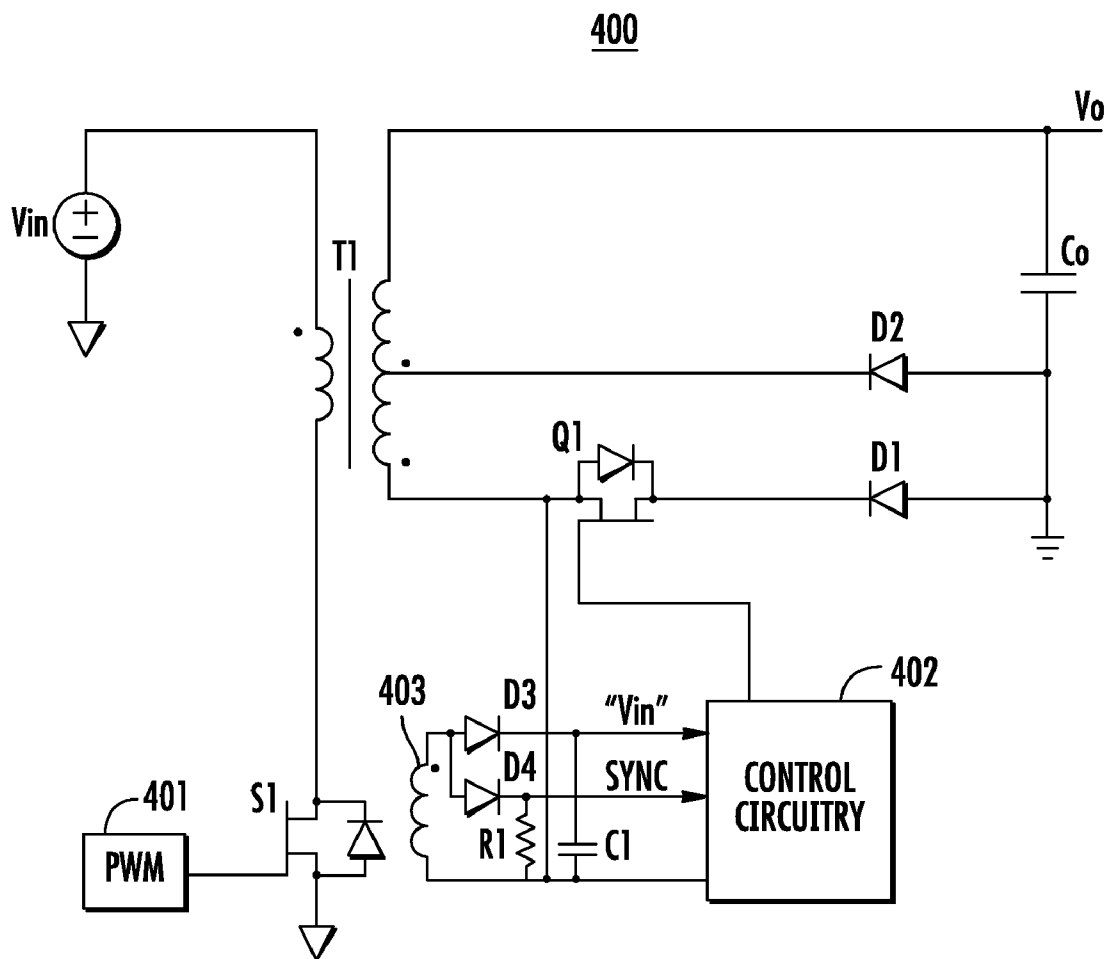 400
Vo
Vin
+
−
T1
Co
D2
Q1
D1
403
D3
"Vin"
402
D4
SYNC
CONTROL
CIRCUITRY
401
S1
R1
C1
PWM